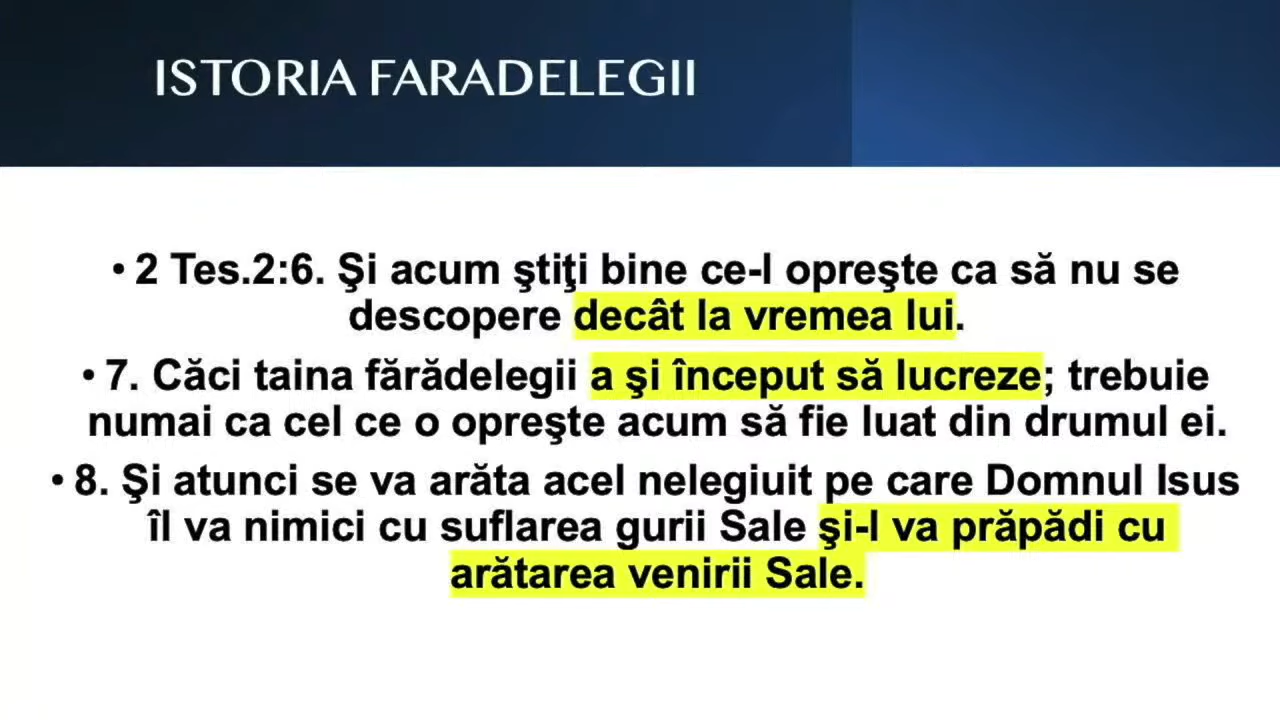 ISTORIA FARADELEGII
• 2 Tes.2:6. Şi acum ştiţi bine ce-l opreşte ca să nu se
descopere decât la vremea lui.
• 7. Căci taina fărădelegii a şi început să lucreze; trebuie
numai ca cel ce o opreşte acum să fie luat din drumul ei.
• 8. Şi atunci se va arăta acel nelegiuit pe care Domnul Isus
îl va nimici cu suflarea gurii Sale şi-l va prăpădi cu
arătarea venirii Sale.